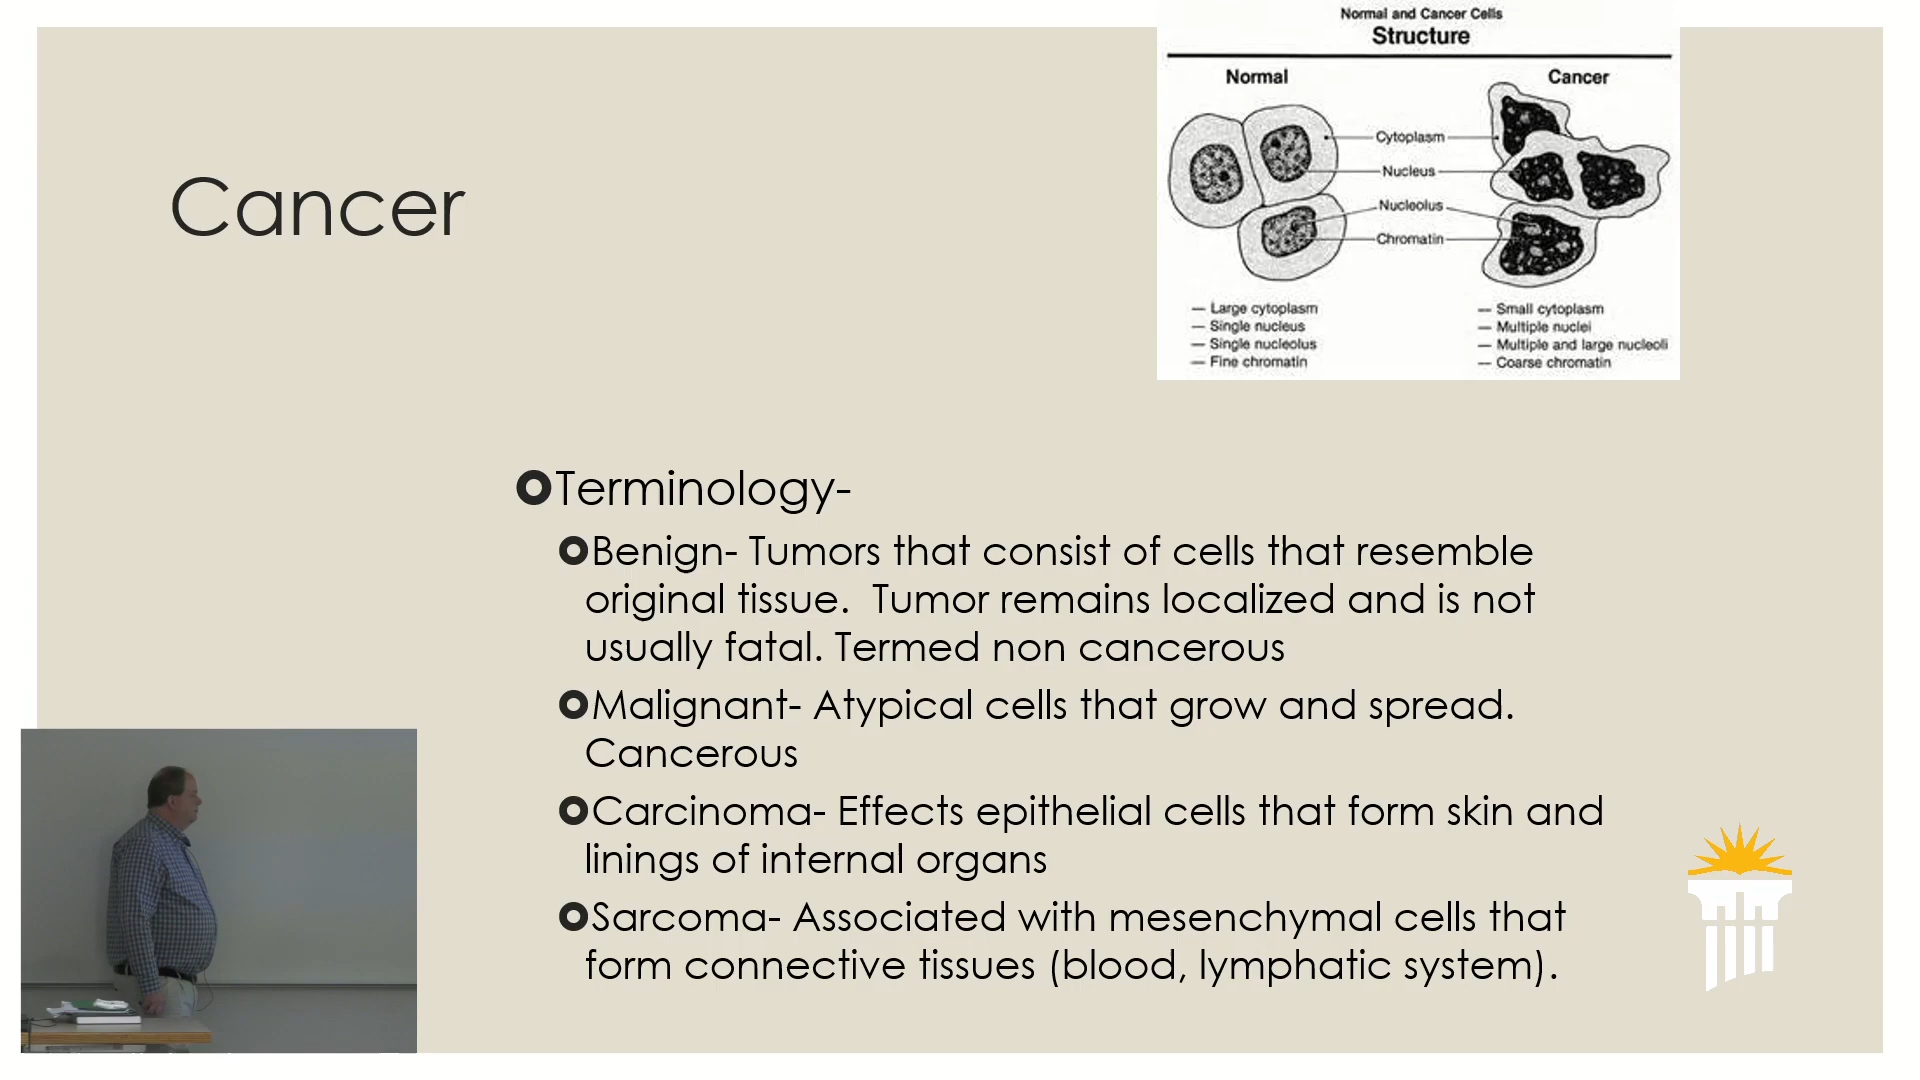 Normal and Cancer Cells
Structure
Normal
Cancer
Cytoplasm
Nucleus
Nucleolus
Chromatin
— Large cytoplasm
— Single nucleus
— Single nucleolus
— Fine chromatin
— Small cytoplasm
— Multiple nuclei
— Multiple and large nucleoli
— Coarse chromatin
Cancer
Terminology-
Benign- Tumors that consist of cells that resemble
original tissue.  Tumor remains localized and is not
usually fatal. Termed non cancerous
Malignant- Atypical cells that grow and spread.
Cancerous
Carcinoma- Effects epithelial cells that form skin and
linings of internal organs
Sarcoma- Associated with mesenchymal cells that
form connective tissues (blood, lymphatic system).